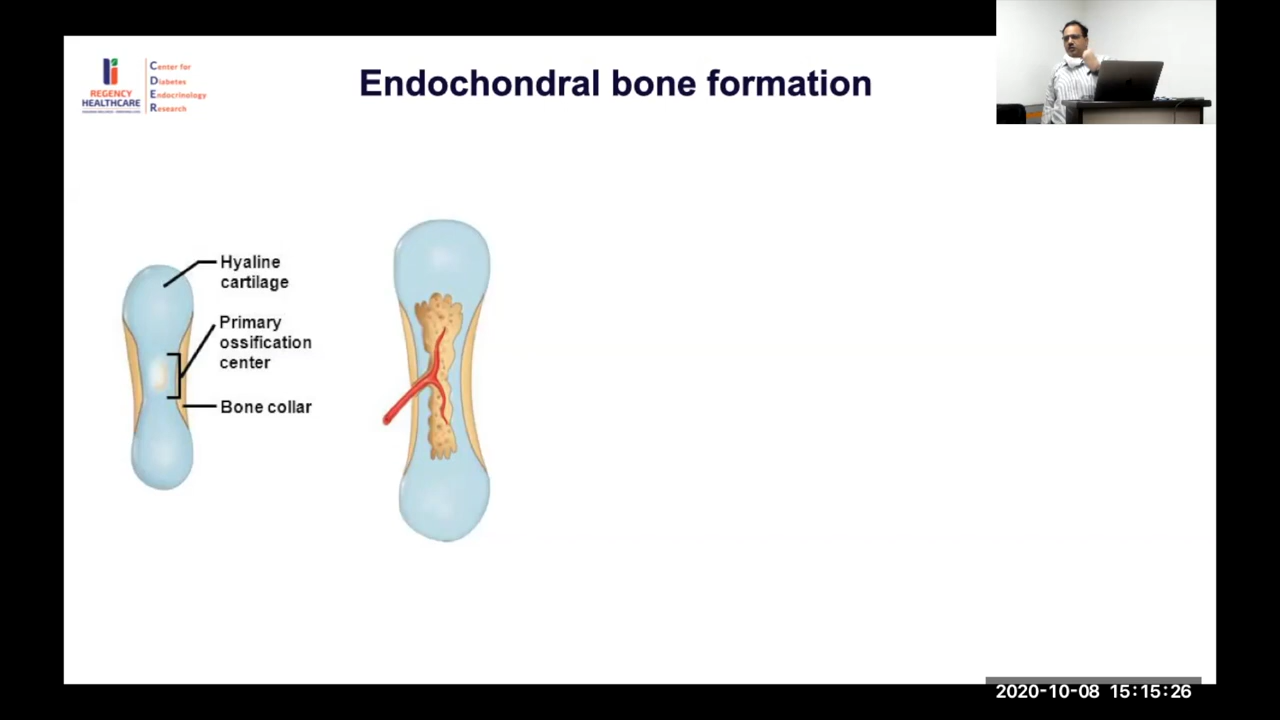 REGENCY
HEALTHCARE
Center for
Diabetes
Endocrinology
Research
Endochondral bone formation
Hyaline
cartilage
Primary
ossification
center
Bone collar
2020-10-08 15:15:26